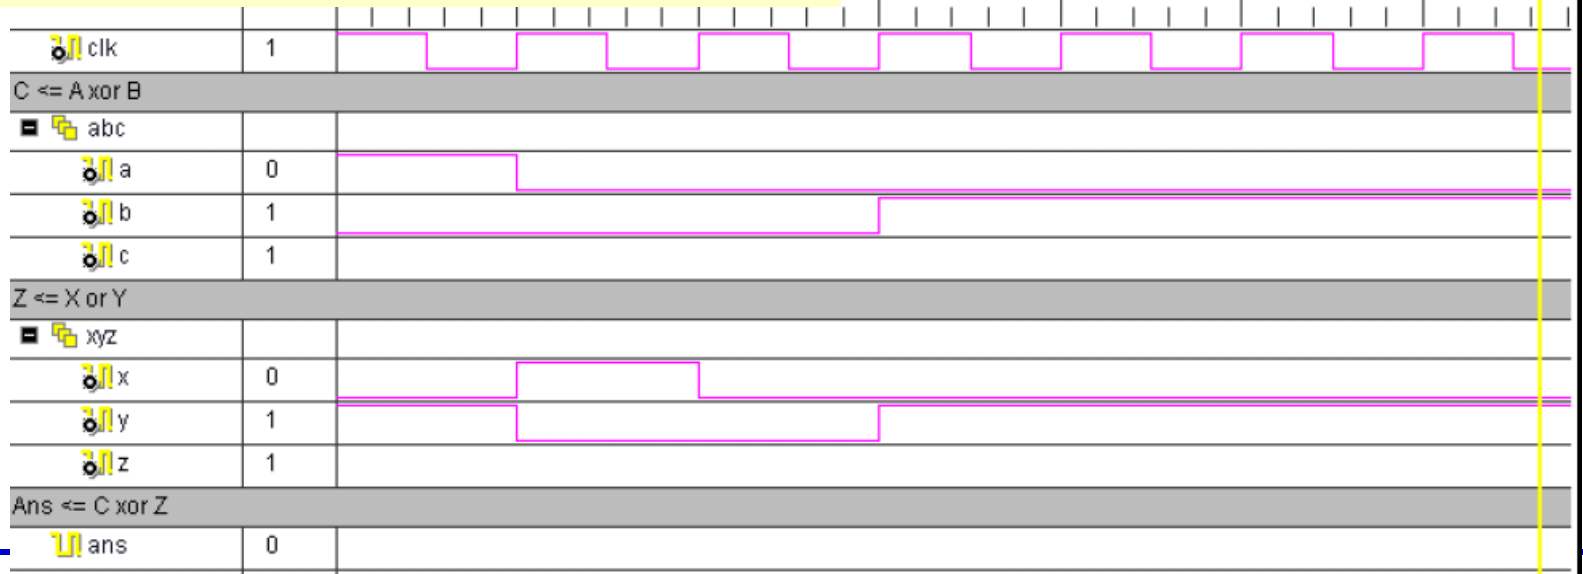 clk 1
C <= A xor B
abc
a 0
b 1
c 1
Z <= X or Y
xyz
x 0
y 1
z 1
Ans <= C xor Z
ans 0